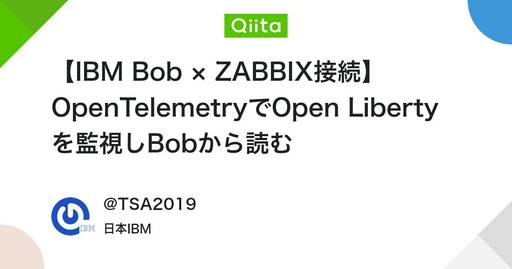 Qiita
【IBM Bob × ZABBIX接続】
OpenTelemetryでOpen Liberty
を監視しBobから読む
@TSA2019
IBM
日本IBM